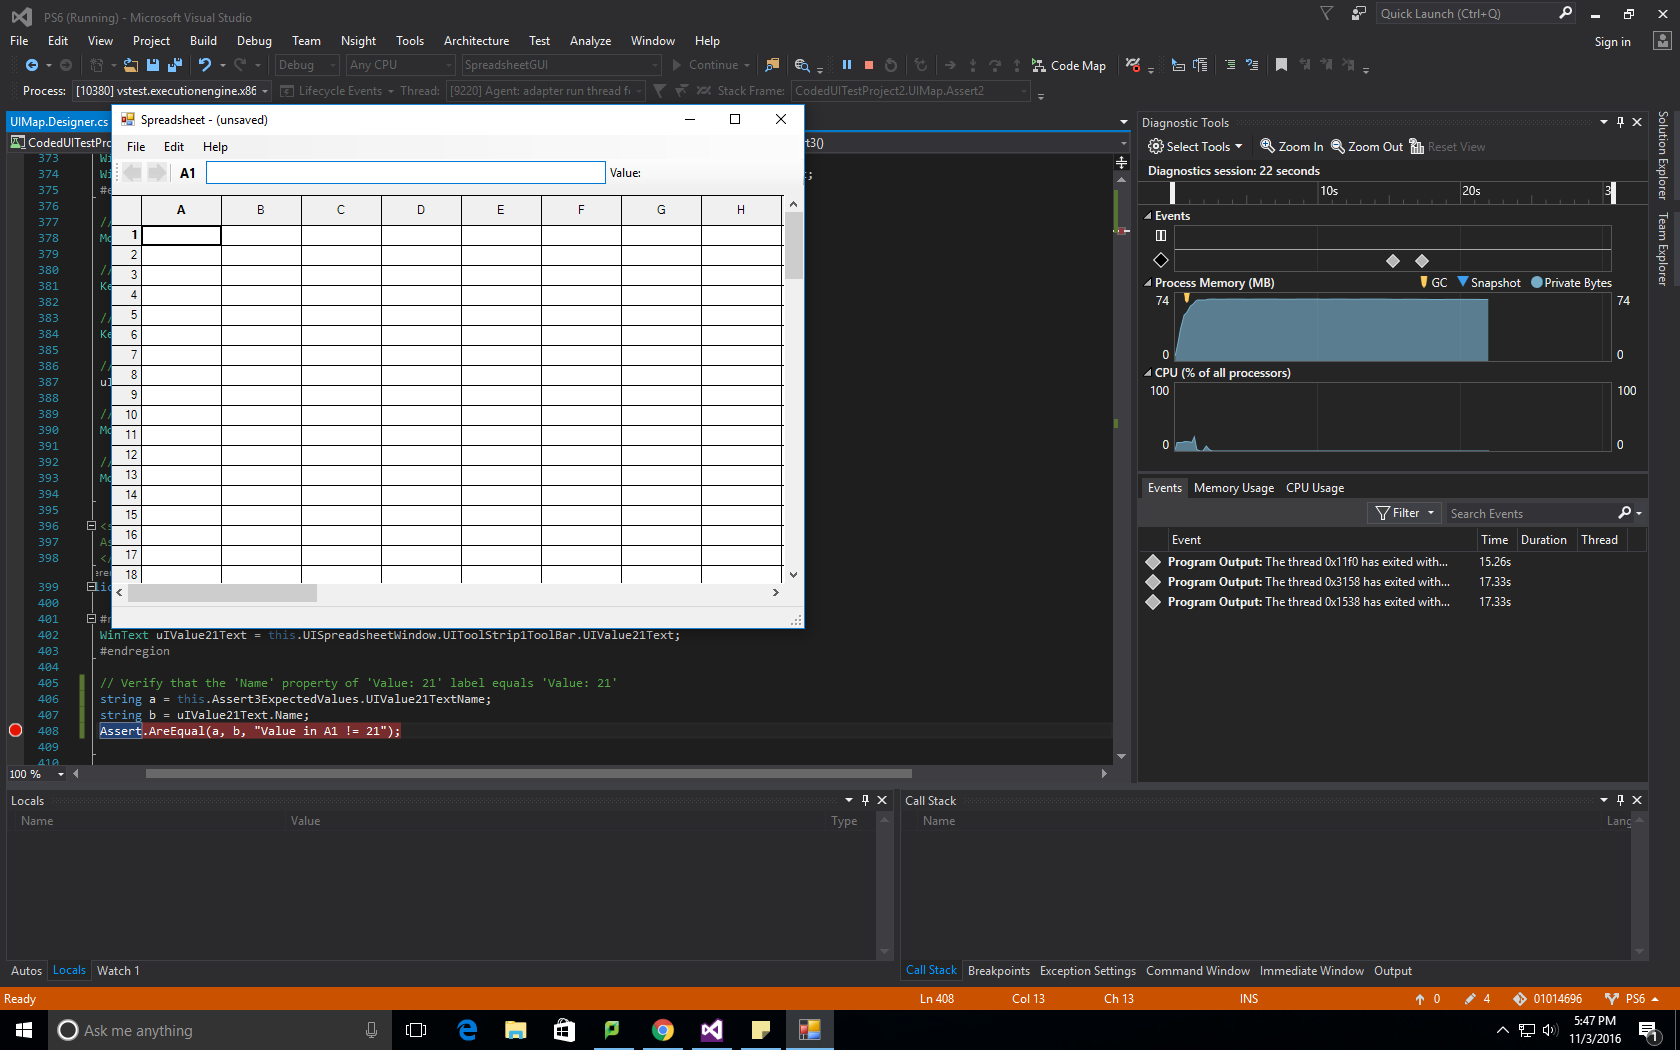 PS6 (Running) - Microsoft Visual Studio
Quick Launch (Ctrl+Q)
File Edit View Project Build Debug Team Nsight Tools Architecture Test Analyze Window Help
Sign in
Debug Any CPU SpreadsheetGUI Continue Code Map
Process: [10380] vstest.executionengine.x86 Lifecycle Events Thread: [9220] Agent: adapter run thread f Stack Frame: CodedUITestProject2.UIMap.Assert2
UIMap.Designer.cs
CodedUITestPro
t3()
Spreadsheet - (unsaved)
File Edit Help
A1 Value:
A B C D E F G H
1
2
3
4
5
6
7
8
9
10
11
12
13
14
15
16
17
18
373 Wi
374 Wi ;
375 #e
376
377 //
378 Mo
379
380 //
381 Ke
382
383 //
384 Ke
385
386 //
387 uI
388
389 //
390 Mo
391
392 //
393 Mo
394
395
396 <s
397 As
398 </
399 lic
400
401 #r
402 WinText uIValue21Text = this.UISpreadsheetWindow.UIToolStrip1ToolBar.UIValue21Text;
403 #endregion
404
405 // Verify that the 'Name' property of 'Value: 21' label equals 'Value: 21'
406 string a = this.Assert3ExpectedValues.UIValue21TextName;
407 string b = uIValue21Text.Name;
408 Assert.AreEqual(a, b, "Value in A1 != 21");
409
410
100 %
Diagnostic Tools
Select Tools Zoom In Zoom Out Reset View
Diagnostics session: 22 seconds
10s 20s 3
Events
Process Memory (MB) GC Snapshot Private Bytes
74 74
0 0
CPU (% of all processors)
100 100
0 0
Events Memory Usage CPU Usage
Filter Search Events
Event Time Duration Thread
Program Output: The thread 0x11f0 has exited with... 15.26s
Program Output: The thread 0x3158 has exited with... 17.33s
Program Output: The thread 0x1538 has exited with... 17.33s
Solution Explorer
Team Explorer
Locals
Name Value Type
Autos Locals Watch 1
Call Stack
Name Lang
Call Stack Breakpoints Exception Settings Command Window Immediate Window Output
Ready Ln 408 Col 13 Ch 13 INS 0 4 01014696 PS6
Ask me anything
5:47 PM
11/3/2016
1